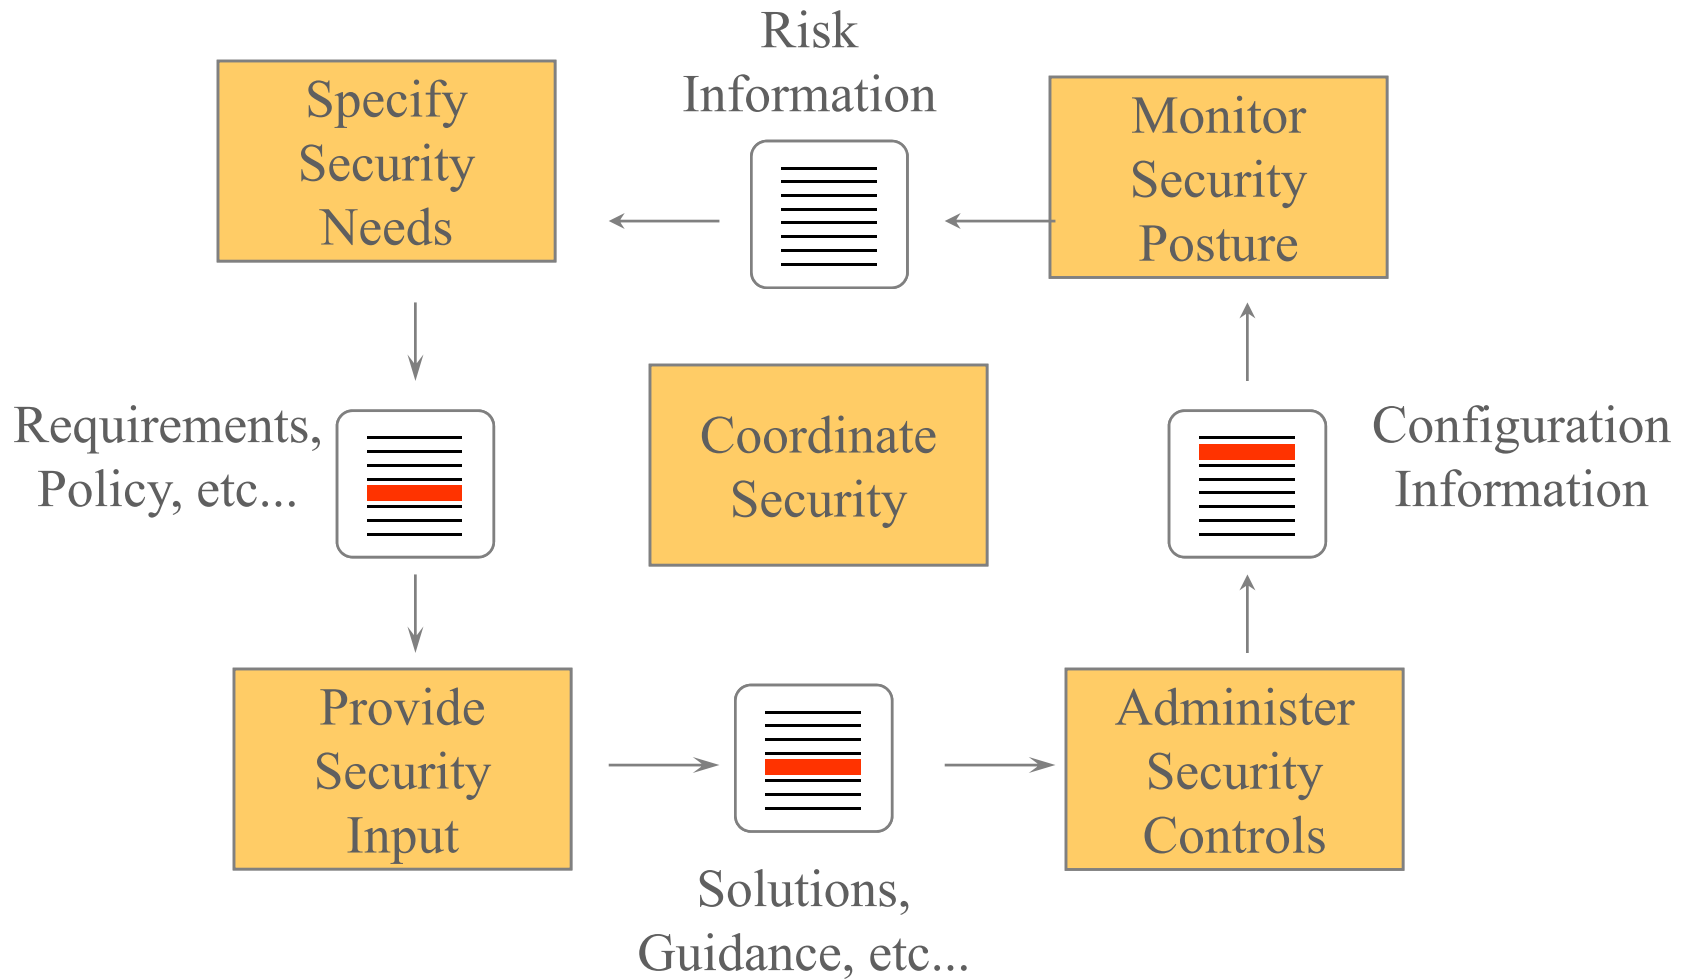 Risk
Information
Specify
Security
Needs
Monitor
Security
Posture
Requirements,
Policy, etc...
Coordinate
Security
Configuration
Information
Provide
Security
Input
Administer
Security
Controls
Solutions,
Guidance, etc...